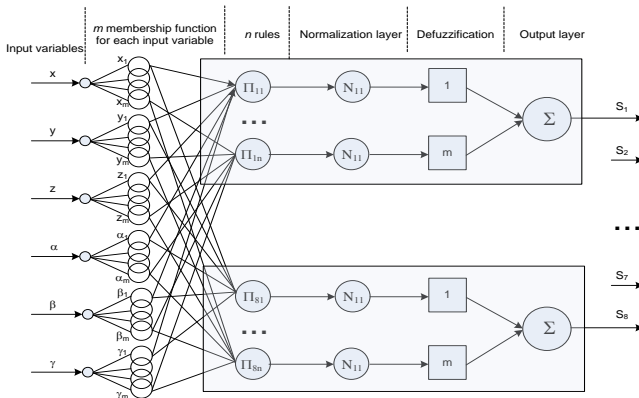 Input variables
m membership function
for each input variable
n rules
Normalization layer
Defuzzification
Output layer
x
x1
xm
y
y1
ym
z
z1
zm
α
α1
αm
β
β1
βm
γ
γ1
γm
Π11
N11
1
...
Π1n
N11
m
Σ
S1
S2
...
Π81
N11
1
...
Π8n
N11
m
Σ
S7
S8